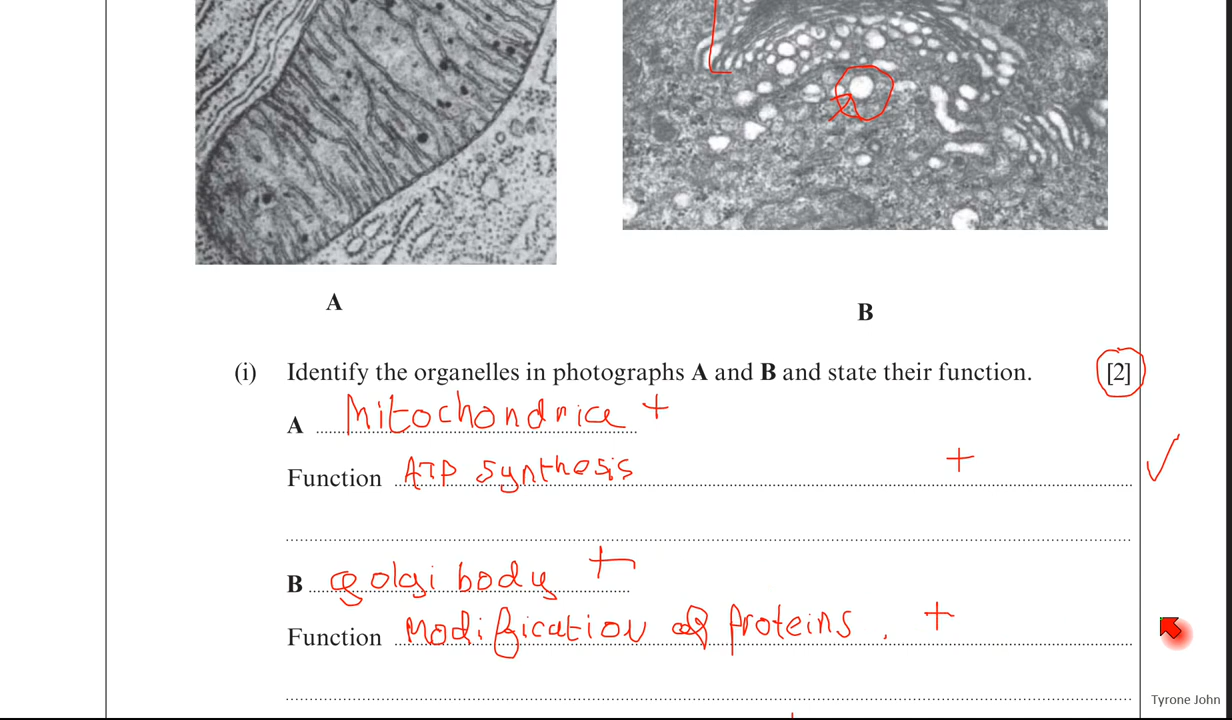 A
B
(i) Identify the organelles in photographs A and B and state their function. [2]
A Mitochondria +
Function ATP synthesis + ✓
B golgi body +
Function Modification of proteins. +
Tyrone John